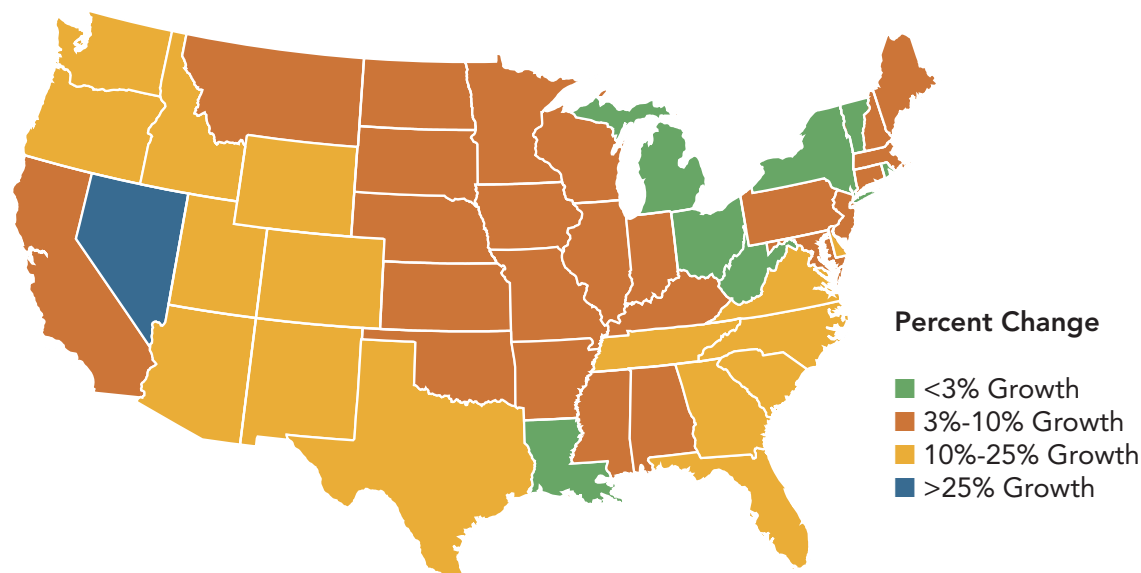 Percent Change
<3% Growth
3%-10% Growth
10%-25% Growth
>25% Growth